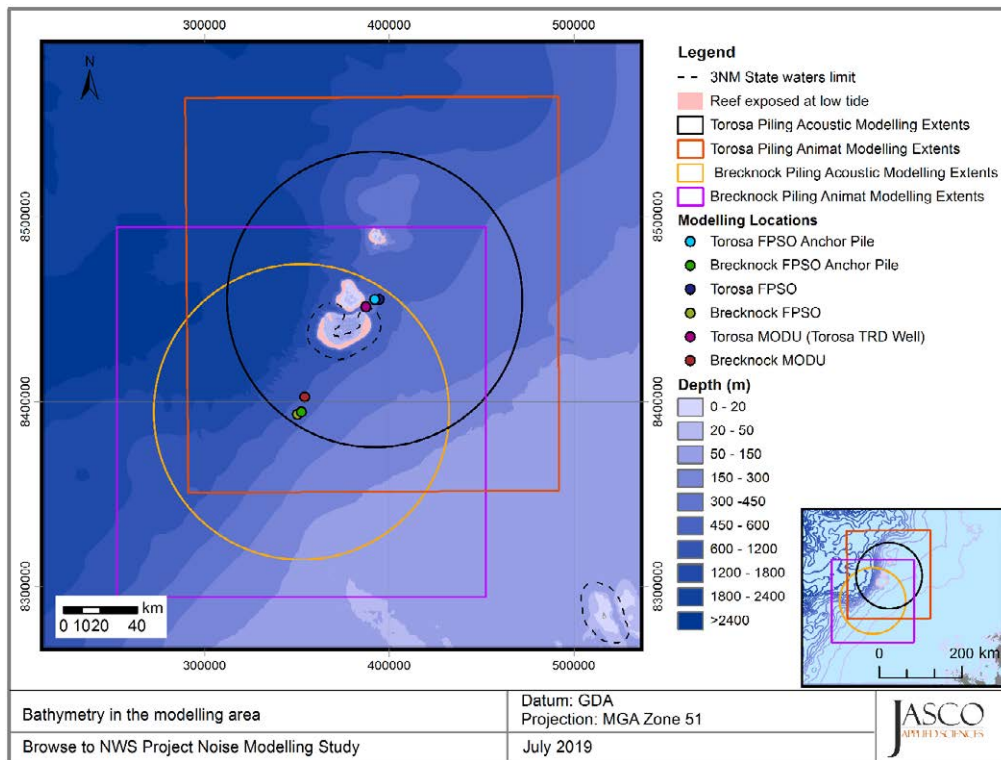 300000 400000 500000
N
8500000
8400000
8300000
km
0 1020 40
300000 400000 500000
Legend
3NM State waters limit
Reef exposed at low tide
Torosa Piling Acoustic Modelling Extents
Torosa Piling Animat Modelling Extents
Brecknock Piling Acoustic Modelling Extents
Brecknock Piling Animat Modelling Extents
Modelling Locations
Torosa FPSO Anchor Pile
Brecknock FPSO Anchor Pile
Torosa FPSO
Brecknock FPSO
Torosa MODU (Torosa TRD Well)
Brecknock MODU
Depth (m)
0 - 20
20 - 50
50 - 150
150 - 300
300 -450
450 - 600
600 - 1200
1200 - 1800
1800 - 2400
>2400
0 200 km
Bathymetry in the modelling area
Datum: GDA
Projection: MGA Zone 51
Browse to NWS Project Noise Modelling Study
July 2019
JASCO
APPLIED SCIENCES